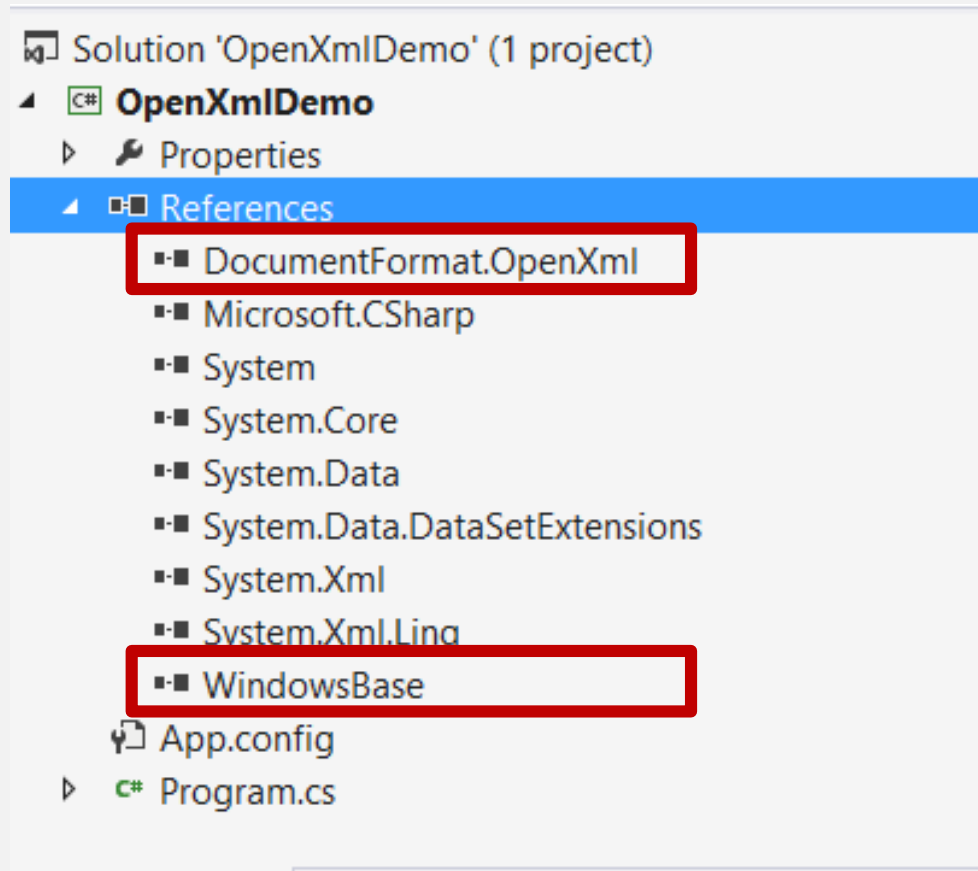 Solution 'OpenXmlDemo' (1 project)
C# OpenXmlDemo
Properties
References
DocumentFormat.OpenXml
Microsoft.CSharp
System
System.Core
System.Data
System.Data.DataSetExtensions
System.Xml
System.Xml.Linq
WindowsBase
App.config
C# Program.cs